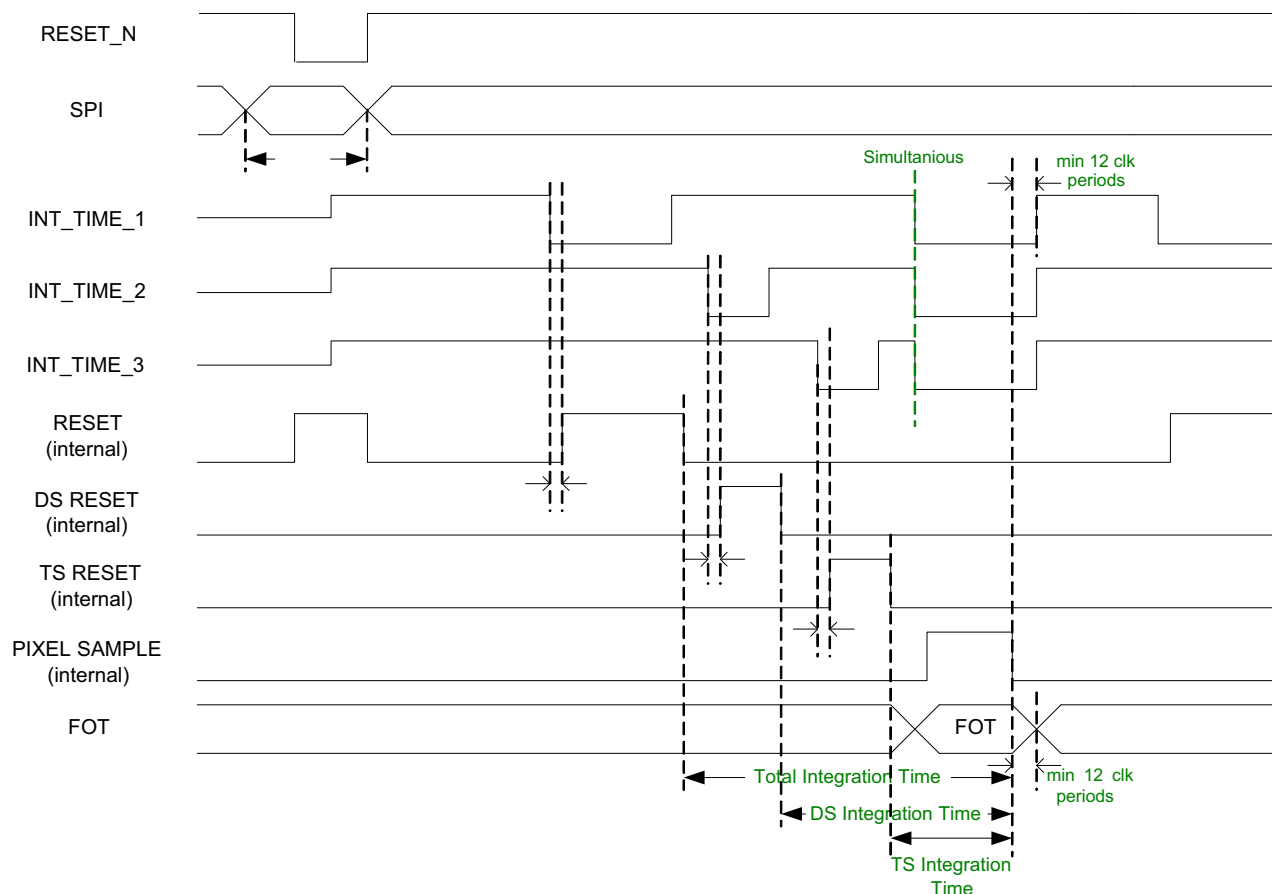 RESET_N
SPI
Simultanious
min 12 clk
periods
INT_TIME_1
INT_TIME_2
INT_TIME_3
RESET
(internal)
DS RESET
(internal)
TS RESET
(internal)
PIXEL SAMPLE
(internal)
FOT
FOT
Total Integration Time
min 12 clk
periods
DS Integration Time
TS Integration
Time